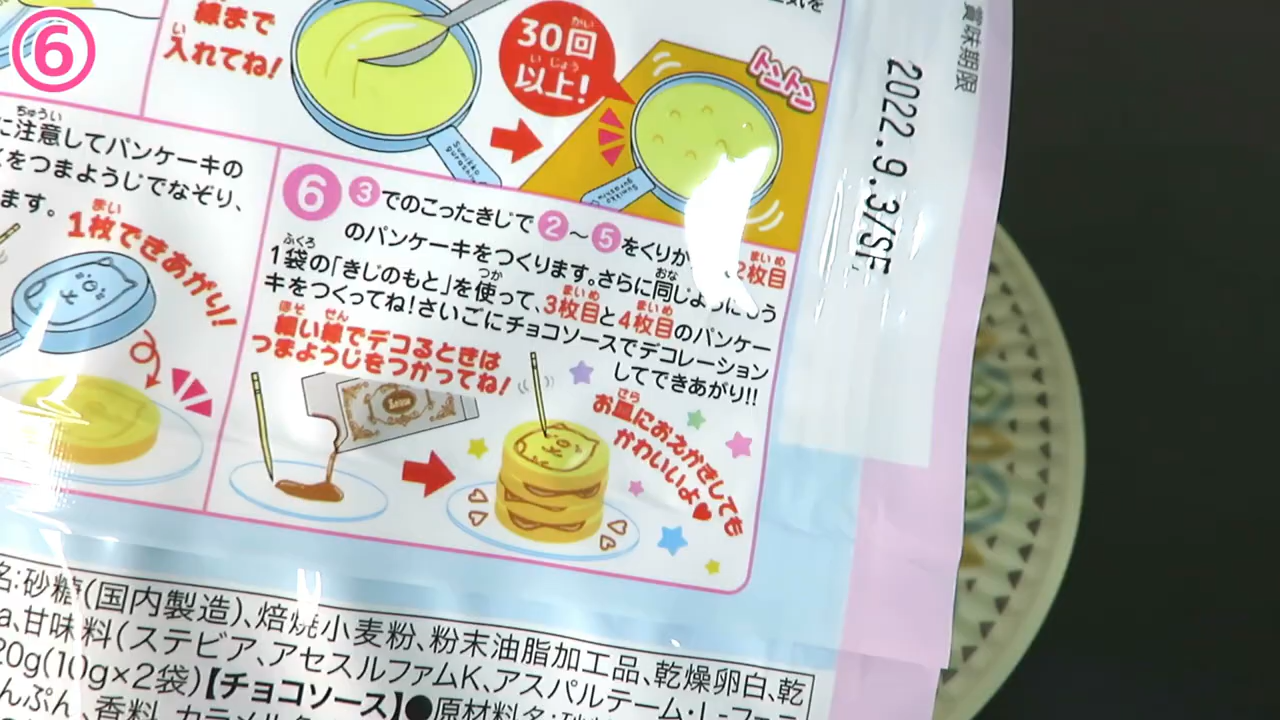 ⑥
線まで
入れてね!
30回
以上!
トントン
賞味期限
2022.9.3/SF
に注意してパンケーキの
をつまようじでなぞり、
ます。
1枚できあがり!
Sumikko
gurashi
Sumikko
gurashi
6 3でのこったきじで2～5をくりか
2枚目
のパンケーキをつくります。さらに同じように
1袋の「きじのもと」を使って、3枚目と4枚目のパンケー
キをつくってね!さいごにチョコソースでデコレーション
してできあがり!!
細い線でデコるときは
つまようじをつかってね!
お皿におえかきしても
かわいいよ♥
名:砂糖(国内製造)、焙焼小麦粉、粉末油脂加工品、乾燥卵白、乾
a、甘味料(ステビア、アセスルファムK、アスパルテーム・L-フェニ
20g(10g×2袋)【チョコソース】●原材料名:砂糖
んぷん、香料、カラメル